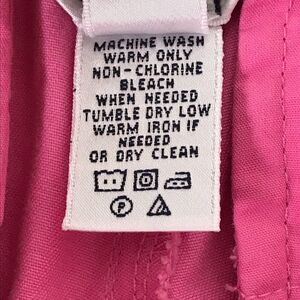 MACHINE WASH
WARM ONLY
NON-CHLORINE
BLEACH
WHEN NEEDED
TUMBLE DRY LOW
WARM IRON IF
NEEDED
OR DRY CLEAN
P